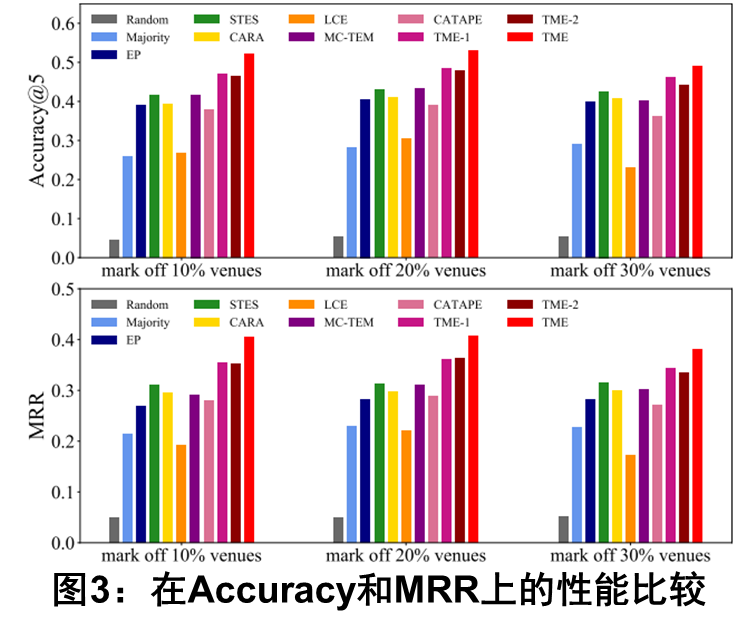 0.6
0.5
0.4
0.3
0.2
0.1
0.0
Accuracy@5
Random STES LCE CATAPE TME-2
Majority CARA MC-TEM TME-1 TME
EP
mark off 10% venues mark off 20% venues mark off 30% venues
0.5
0.4
0.3
0.2
0.1
0.0
MRR
Random STES LCE CATAPE TME-2
Majority CARA MC-TEM TME-1 TME
EP
mark off 10% venues mark off 20% venues mark off 30% venues
图3：在Accuracy和MRR上的性能比较